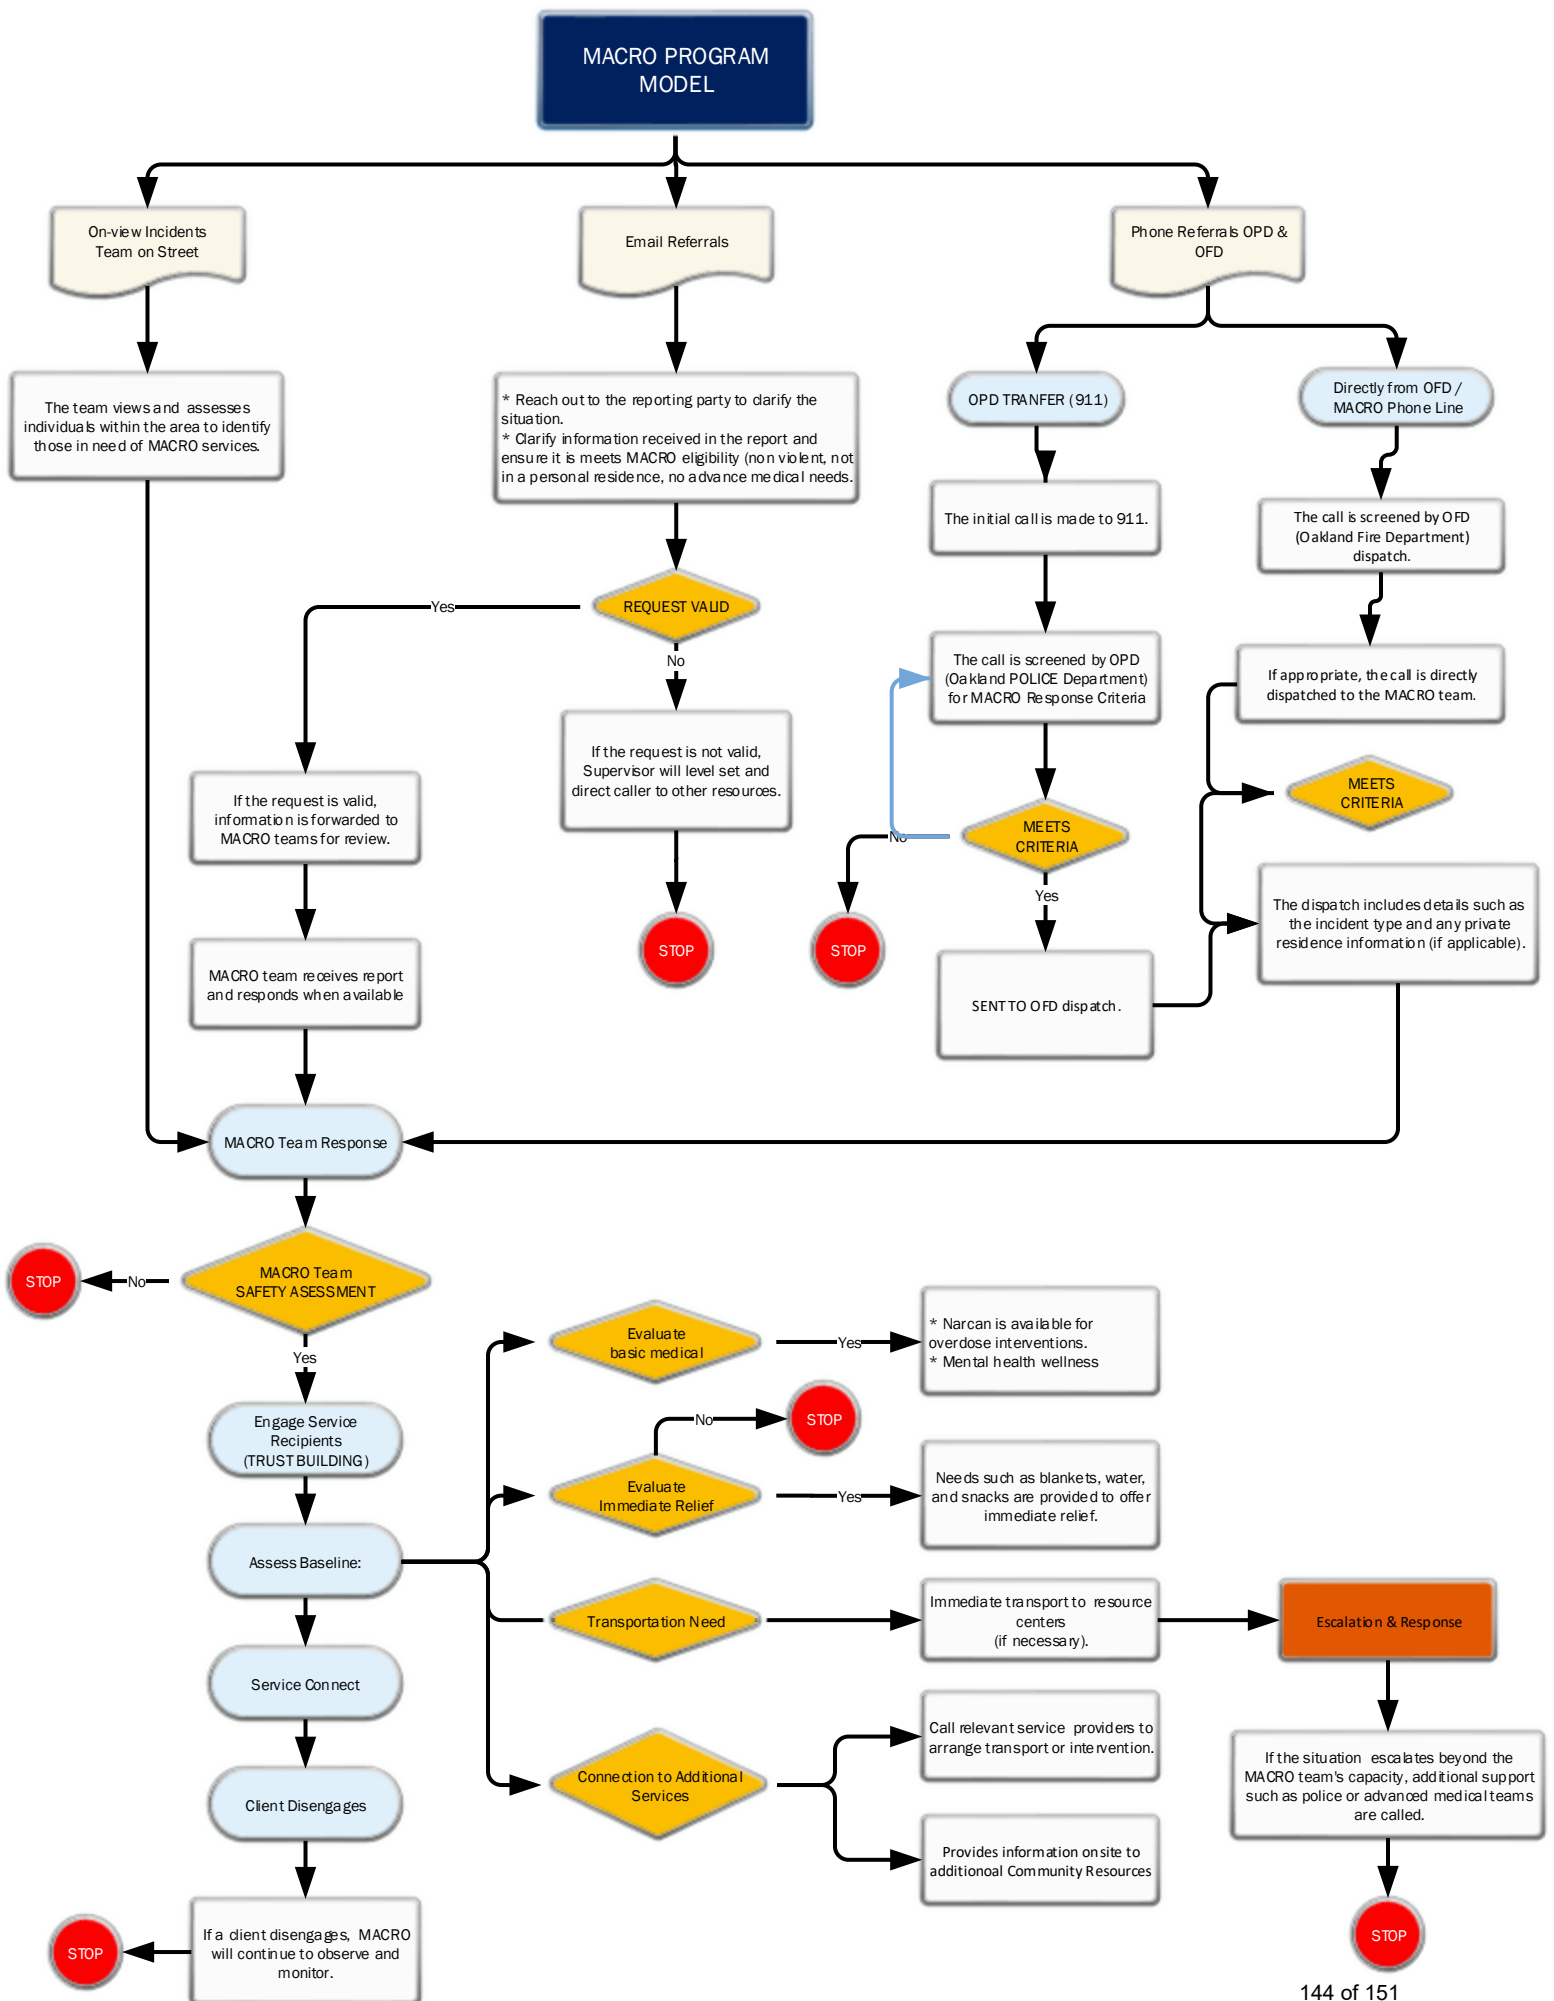 MACRO PROGRAM
MODEL
On-view Incidents
Team on Street
Email Referrals
Phone Referrals OPD &
OFD
The team views and assesses
individuals within the area to identify
those in need of MACRO services.
* Reach out to the reporting party to clarify the
situation.
* Clarify information received in the report and
ensure it is meets MACRO eligibility (non violent, not
in a personal residence, no advance medical needs.
OPD TRANFER (911)
Directly from OFD /
MACRO Phone Line
The initial call is made to 911.
The call is screened by OFD
(Oakland Fire Department)
dispatch.
REQUEST VALID
Yes
No
The call is screened by OPD
(Oakland POLICE Department)
for MACRO Response Criteria
If appropriate, the call is directly
dispatched to the MACRO team.
If the request is valid,
information is forwarded to
MACRO teams for review.
If the request is not valid,
Supervisor will level set and
direct caller to other resources.
MEETS
CRITERIA
No
Yes
MEETS
CRITERIA
STOP
STOP
The dispatch includes details such as
the incident type and any private
residence information (if applicable).
MACRO team receives report
and responds when available
SENT TO OFD dispatch.
MACRO Team Response
STOP
No
MACRO Team
SAFETY ASESSMENT
Yes
Evaluate
basic medical
Yes
* Narcan is available for
overdose interventions.
* Mental health wellness
Engage Service
Recipients
(TRUST BUILDING)
No
STOP
Evaluate
Immediate Relief
Yes
Needs such as blankets, water,
and snacks are provided to offer
immediate relief.
Assess Baseline:
Transportation Need
Immediate transport to resource
centers
(if necessary).
Escalation & Response
Service Connect
Connection to Additional
Services
Call relevant service providers to
arrange transport or intervention.
If the situation escalates beyond the
MACRO team's capacity, additional support
such as police or advanced medical teams
are called.
Client Disengages
Provides information onsite to
additionoal Community Resources
If a client disengages, MACRO
will continue to observe and
monitor.
STOP
STOP
144 of 151